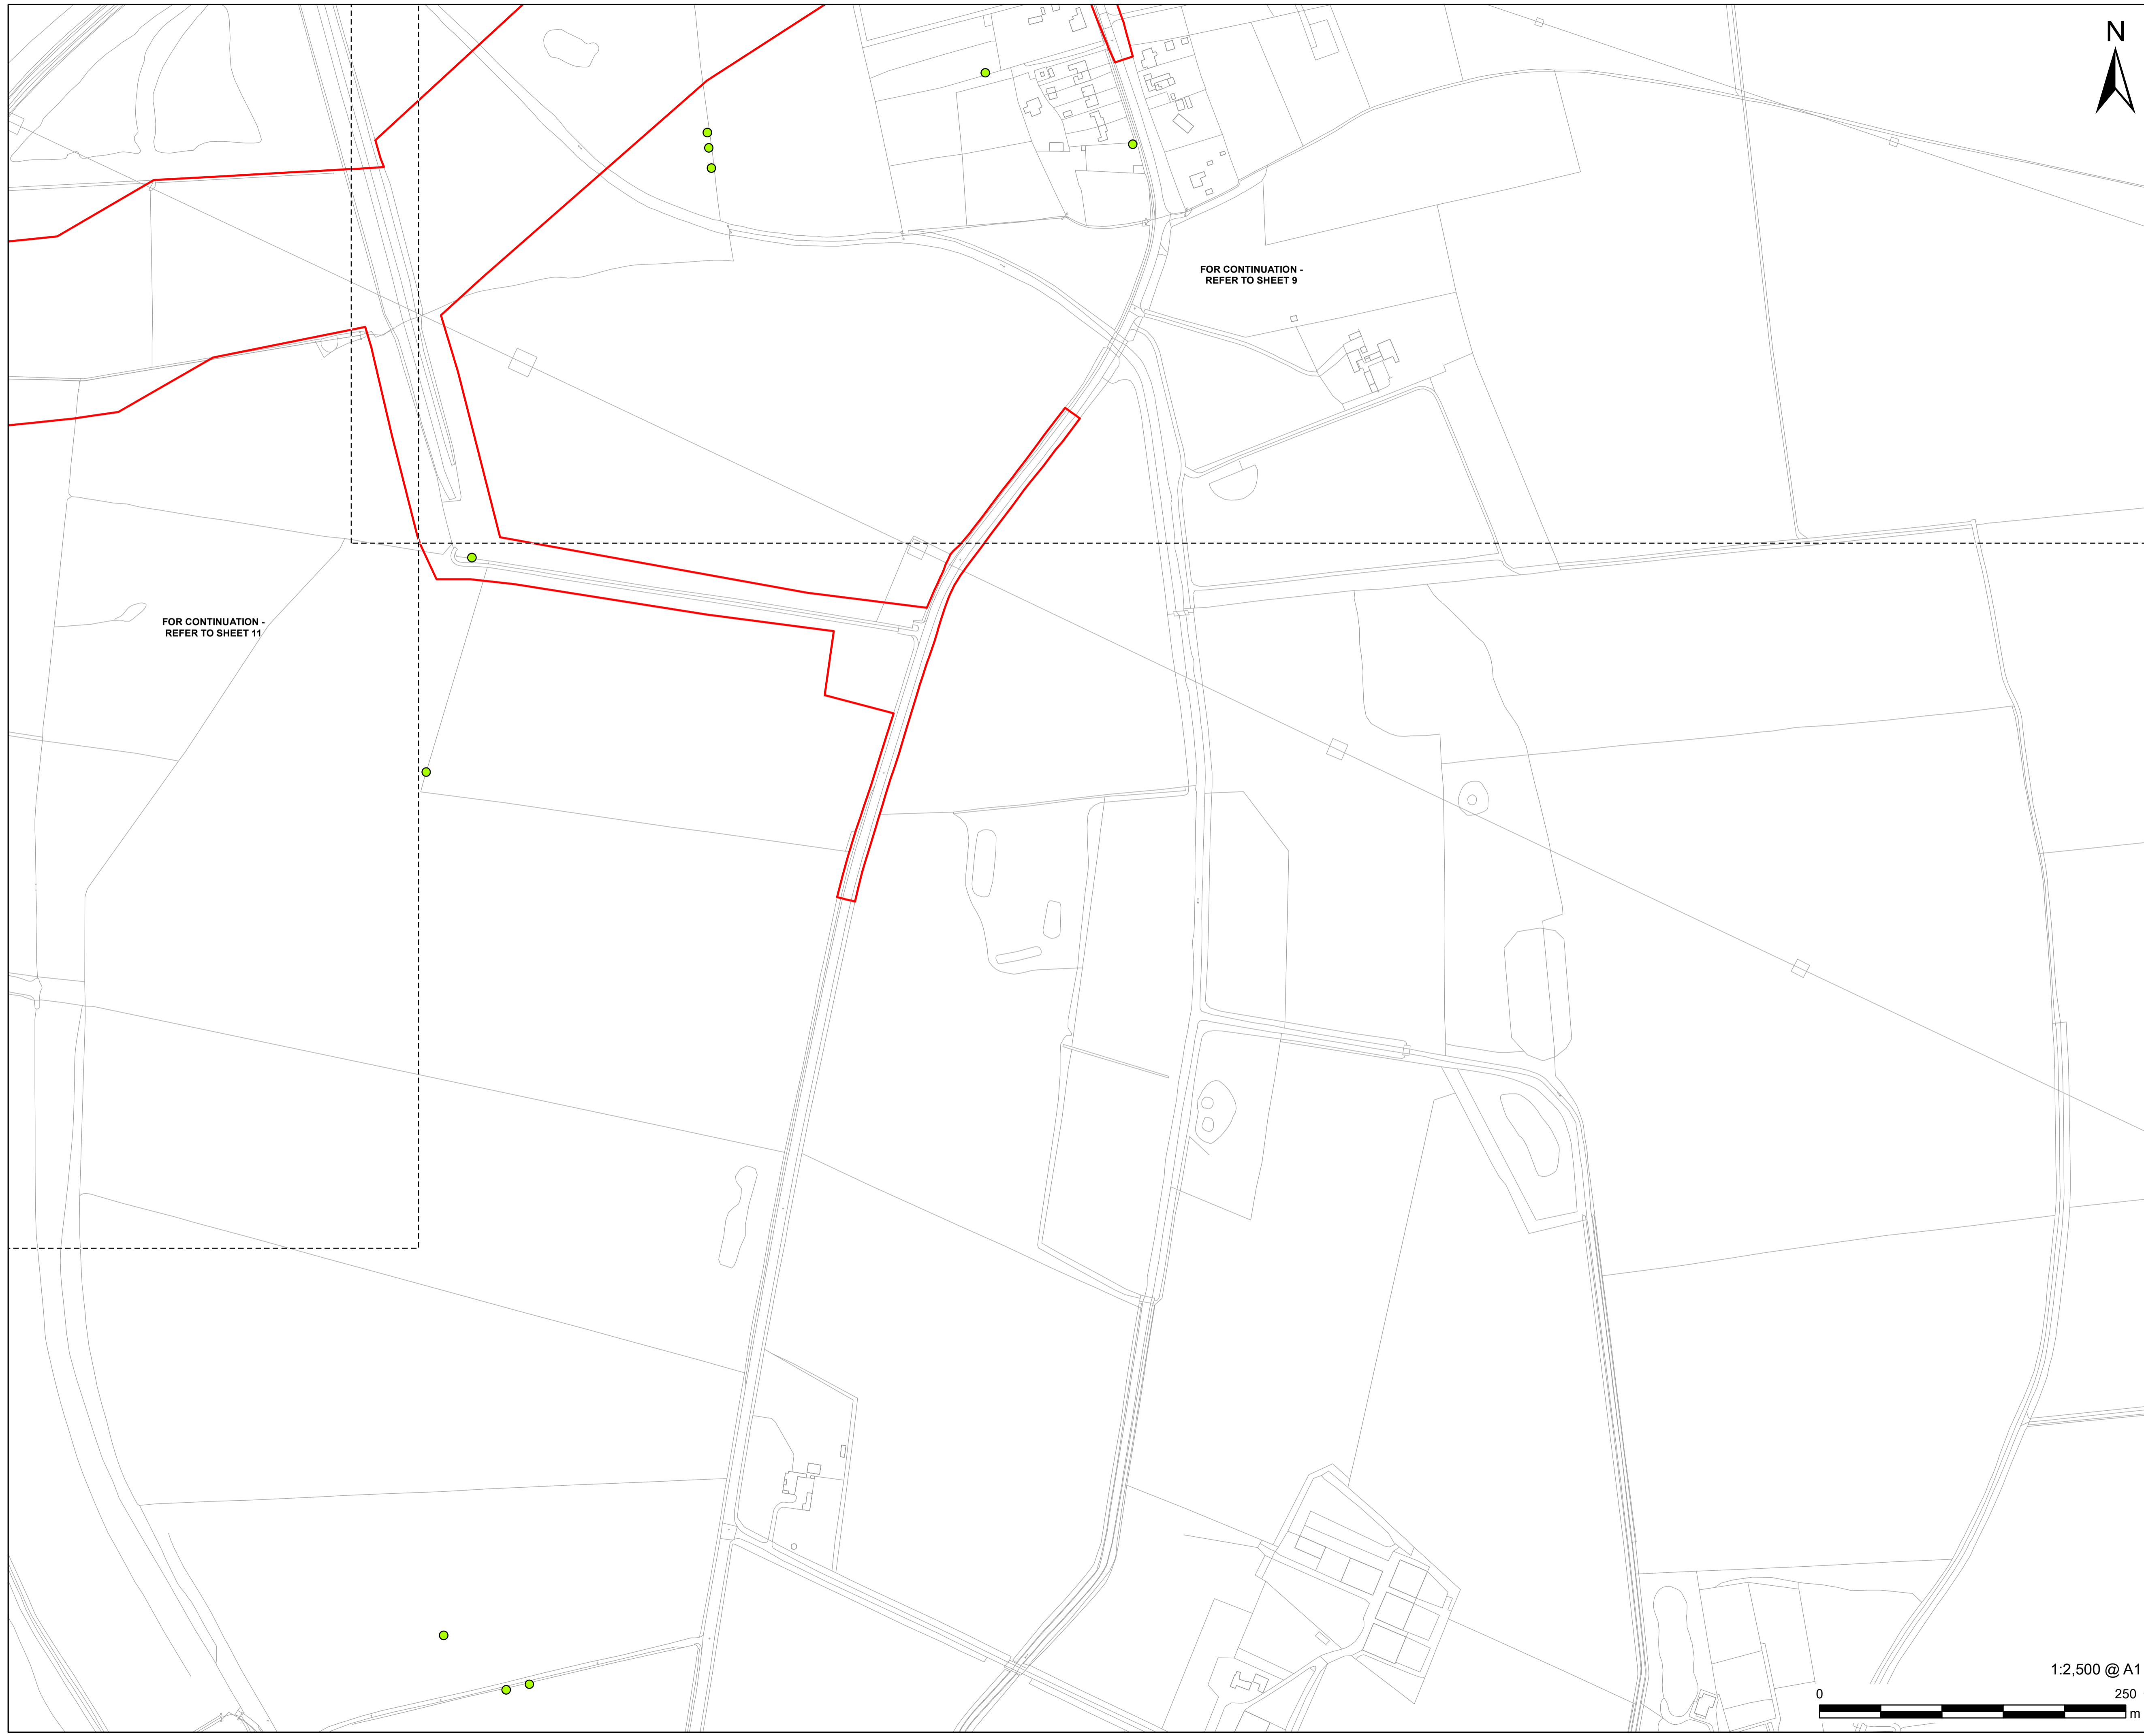 N
FOR CONTINUATION -
REFER TO SHEET 9
FOR CONTINUATION -
REFER TO SHEET 11
1:2,500 @ A1
0 250
m